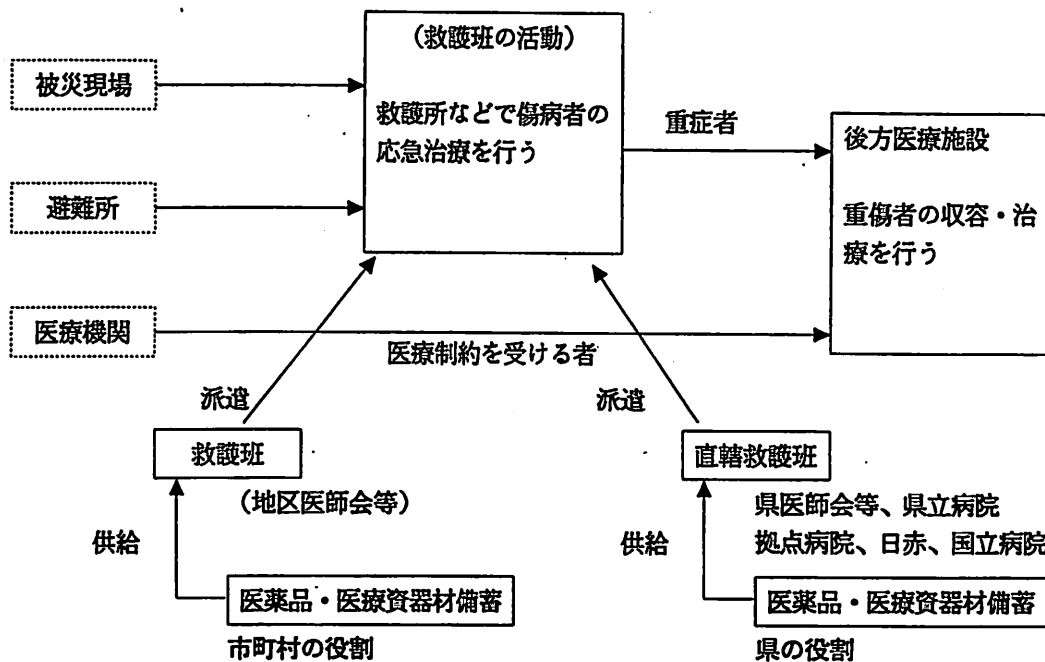 (救護班の活動)
被災現場
救護所などで傷病者の
応急治療を行う
重症者
後方医療施設
避難所
重傷者の収容・治
療を行う
医療機関
医療制約を受ける者
派遣
派遣
救護班
直轄救護班
(地区医師会等)
県医師会等、県立病院
拠点病院、日赤、国立病院
供給
供給
医薬品・医療資器材備蓄
医薬品・医療資器材備蓄
市町村の役割
県の役割